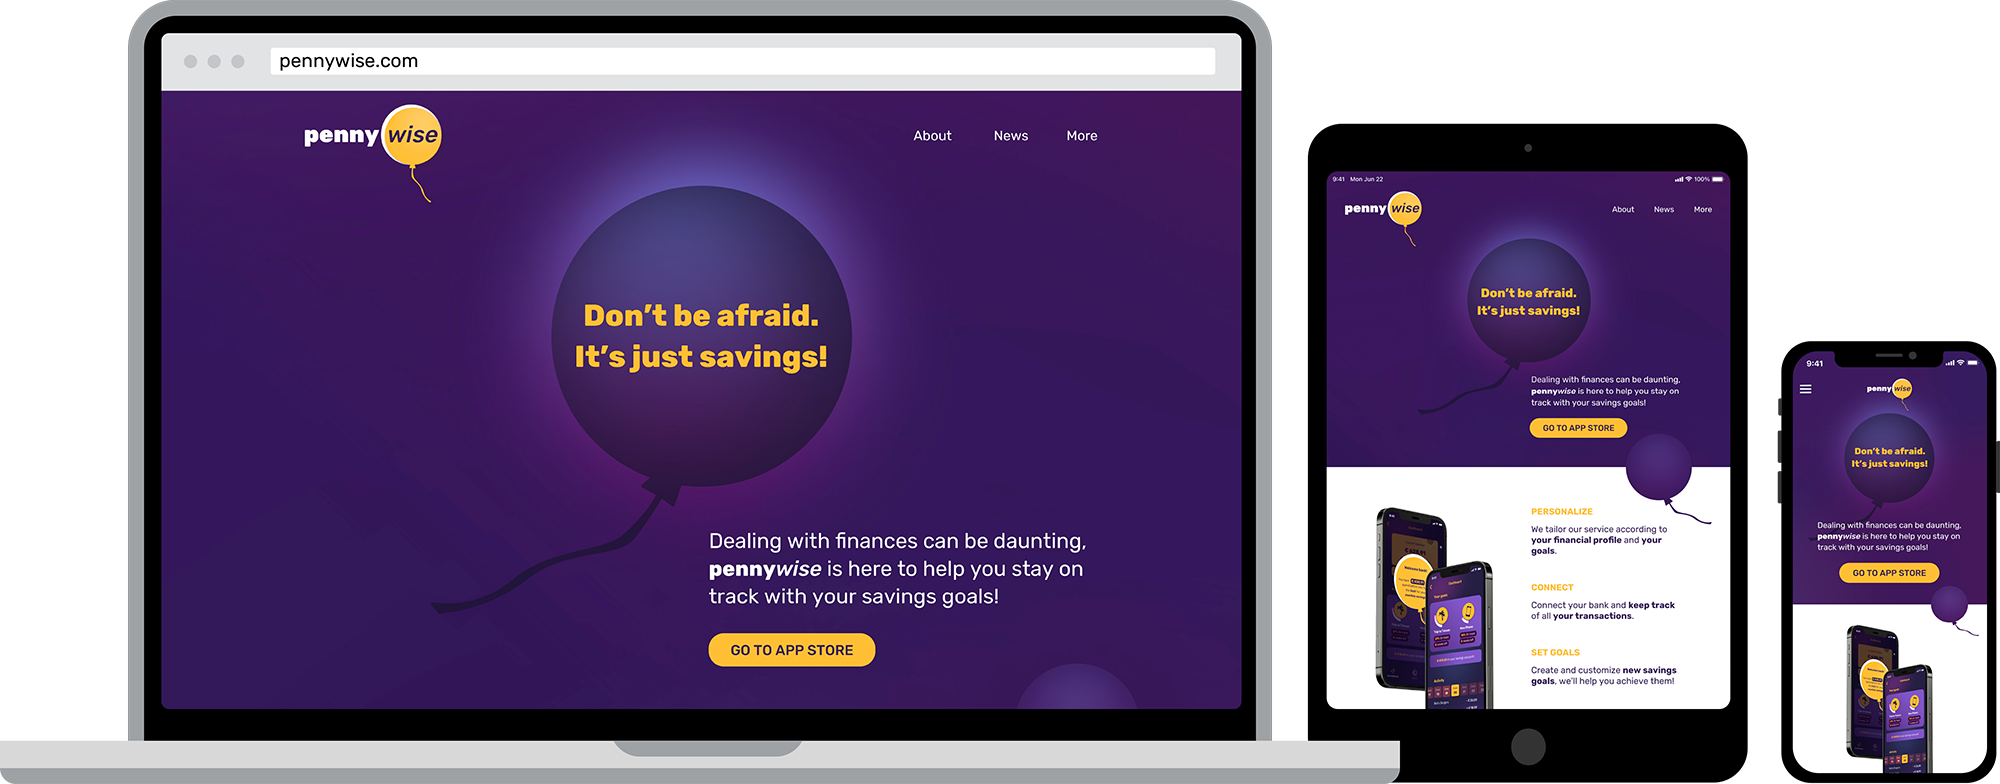 pennywise.com
pennywise
About News More
Don't be afraid.
It's just savings!
Dealing with finances can be daunting,
pennywise is here to help you stay on
track with your savings goals!
GO TO APP STORE
9:41 Mon Jun 22
100%
pennywise
About News More
Don't be afraid.
It's just savings!
Dealing with finances can be daunting,
pennywise is here to help you stay on
track with your savings goals!
GO TO APP STORE
PERSONALIZE
We tailor our service according to
your financial profile and your
goals.
CONNECT
Connect your bank and keep track
of all your transactions.
SET GOALS
Create and customize new savings
goals, we'll help you achieve them!
Dashboard
Your goals
Activity
9:41
pennywise
Don't be afraid.
It's just savings!
Dealing with finances can be daunting,
pennywise is here to help you stay on
track with your savings goals!
GO TO APP STORE